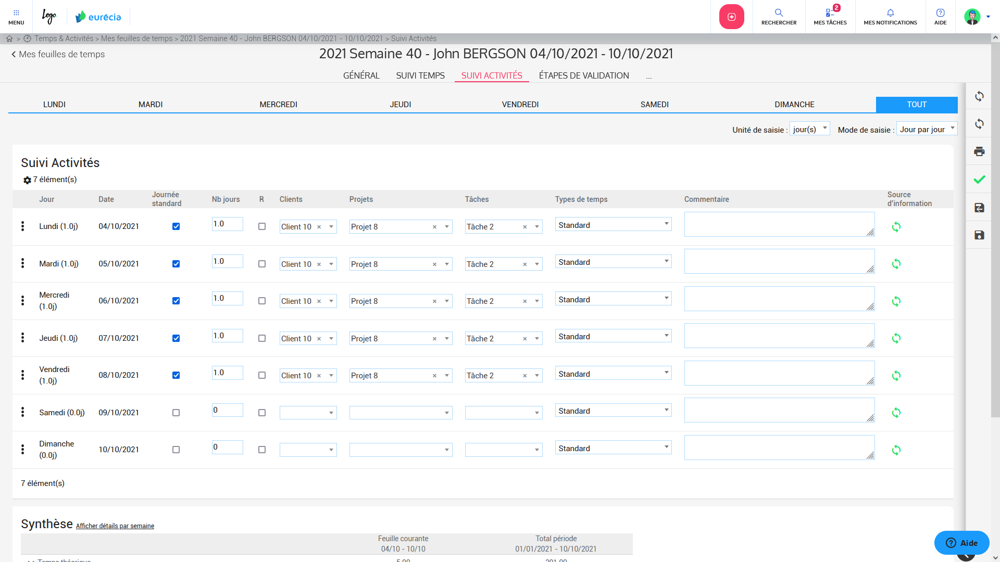 MENU
Logo
eurécia
RECHERCHER
2
MES TÂCHES
MES NOTIFICATIONS
AIDE
> Temps & Activités > Mes feuilles de temps > 2021 Semaine 40 - John BERGSON 04/10/2021 - 10/10/2021 > Suivi Activités
Mes feuilles de temps
2021 Semaine 40 - John BERGSON 04/10/2021 - 10/10/2021
GÉNÉRAL SUIVI TEMPS SUIVI ACTIVITÉS ÉTAPES DE VALIDATION ...
LUNDI MARDI MERCREDI JEUDI VENDREDI SAMEDI DIMANCHE TOUT
Unité de saisie : jour(s) Mode de saisie : Jour par jour
Suivi Activités
7 élément(s)
Jour Date Journée standard Nb jours R Clients Projets Tâches Types de temps Commentaire Source d'information
Lundi (1.0j) 04/10/2021 1.0 Client 10 × Projet 8 × Tâche 2 × Standard
Mardi (1.0j) 05/10/2021 1.0 Client 10 × Projet 8 × Tâche 2 × Standard
Mercredi (1.0j) 06/10/2021 1.0 Client 10 × Projet 8 × Tâche 2 × Standard
Jeudi (1.0j) 07/10/2021 1.0 Client 10 × Projet 8 × Tâche 2 × Standard
Vendredi (1.0j) 08/10/2021 1.0 Client 10 × Projet 8 × Tâche 2 × Standard
Samedi (0.0j) 09/10/2021 0 Standard
Dimanche (0.0j) 10/10/2021 0 Standard
7 élément(s)
Synthèse Afficher détails par semaine
Feuille courante Total période
04/10 - 10/10 01/01/2021 - 10/10/2021
Temps théorique 5.00 201.00
Aide